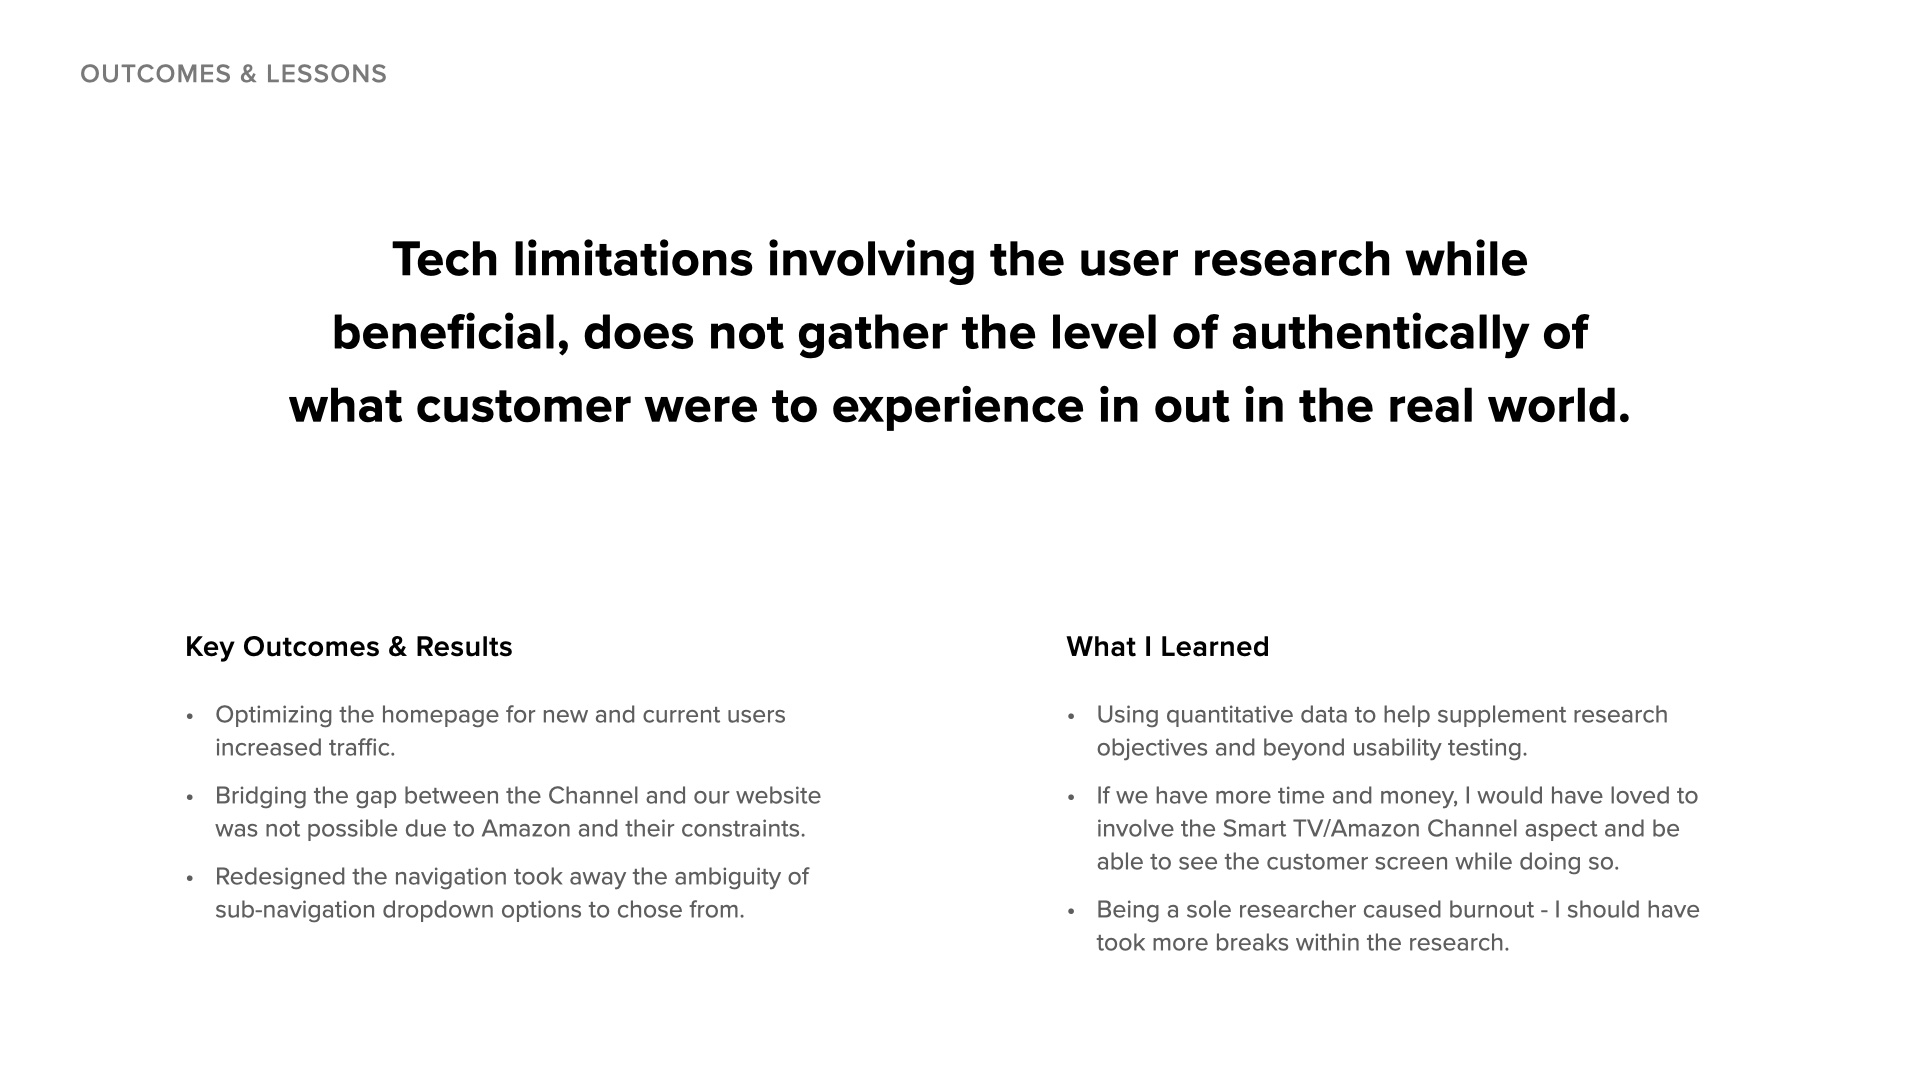 OUTCOMES & LESSONS
Tech limitations involving the user research while
beneficial, does not gather the level of authentically of
what customer were to experience in out in the real world.
Key Outcomes & Results
• Optimizing the homepage for new and current users
increased traffic.
• Bridging the gap between the Channel and our website
was not possible due to Amazon and their constraints.
• Redesigned the navigation took away the ambiguity of
sub-navigation dropdown options to chose from.
What I Learned
• Using quantitative data to help supplement research
objectives and beyond usability testing.
• If we have more time and money, I would have loved to
involve the Smart TV/Amazon Channel aspect and be
able to see the customer screen while doing so.
• Being a sole researcher caused burnout - I should have
took more breaks within the research.